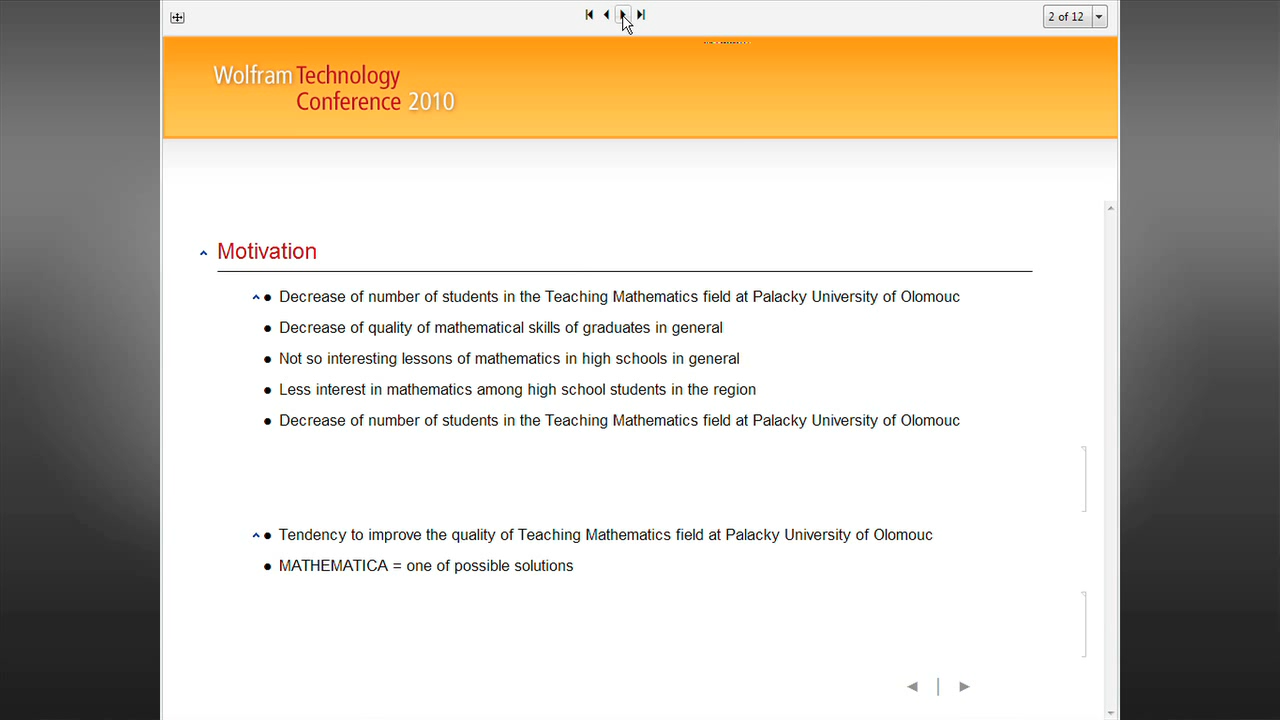 2 of 12
Wolfram Technology
Conference 2010
Motivation
● Decrease of number of students in the Teaching Mathematics field at Palacky University of Olomouc
● Decrease of quality of mathematical skills of graduates in general
● Not so interesting lessons of mathematics in high schools in general
● Less interest in mathematics among high school students in the region
● Decrease of number of students in the Teaching Mathematics field at Palacky University of Olomouc
● Tendency to improve the quality of Teaching Mathematics field at Palacky University of Olomouc
● MATHEMATICA = one of possible solutions